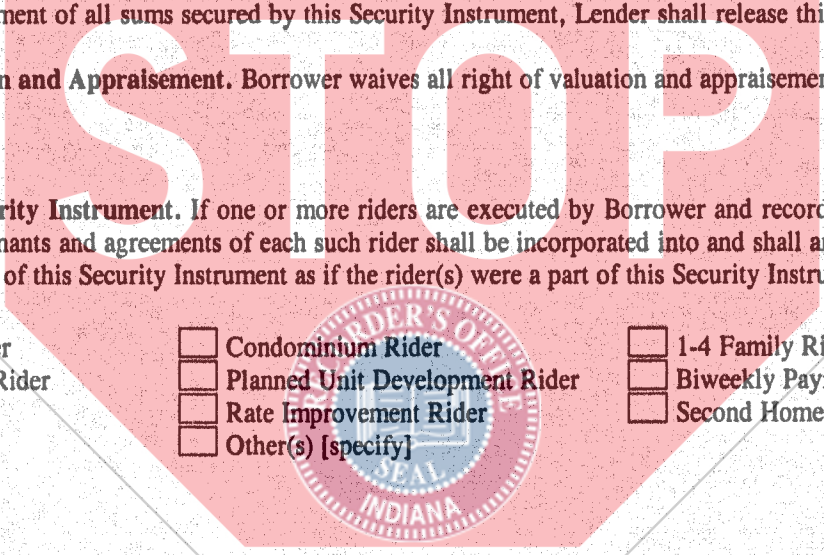 ment of all sums secured by this Security Instrument, Lender shall release thi
n and Appraisement. Borrower waives all right of valuation and appraisemen
STOP
rity Instrument. If one or more riders are executed by Borrower and record
nants and agreements of each such rider shall be incorporated into and shall a
of this Security Instrument as if the rider(s) were a part of this Security Instru
er
Condominium Rider
1-4 Family Ri
Rider
Planned Unit Development Rider
Biweekly Pay
Rate Improvement Rider
Second Home
Other(s) [specify]
RECORDER'S OFFICE
SEAL
INDIANA